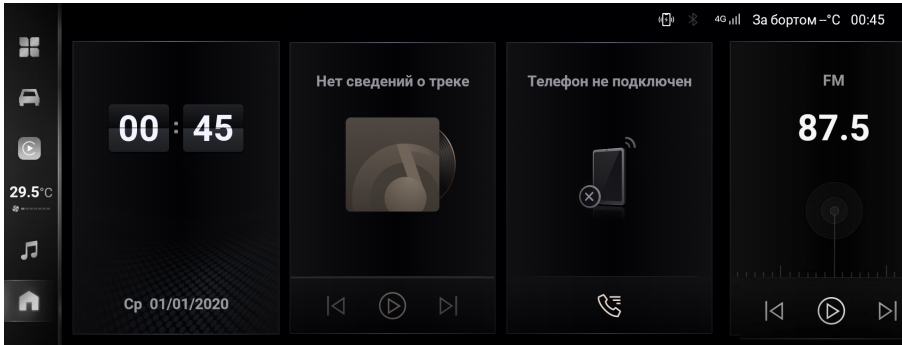 4G За бортом --°C 00:45
Нет сведений о треке
Телефон не подключен
FM
00 : 45
87.5
29.5°C
Ср 01/01/2020